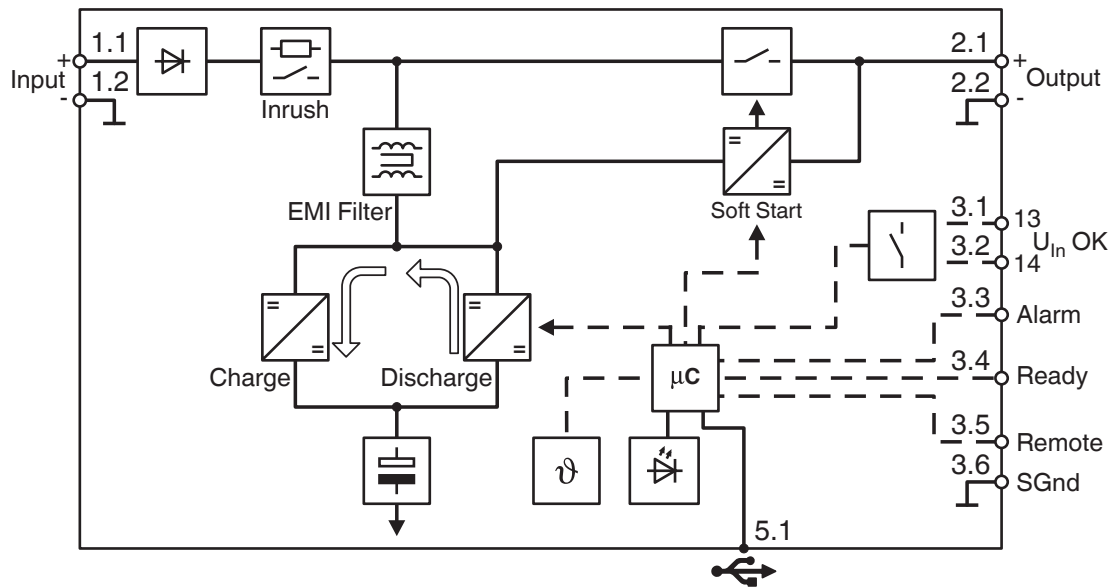 1.1
+
Input
1.2
-
Inrush
2.1
+
Output
2.2
-
EMI Filter
=
=
Soft Start
3.1
13
U_In OK
3.2
14
3.3
Alarm
=
=
Charge
=
=
Discharge
µC
3.4
Ready
3.5
Remote
3.6
SGnd
ϑ
5.1